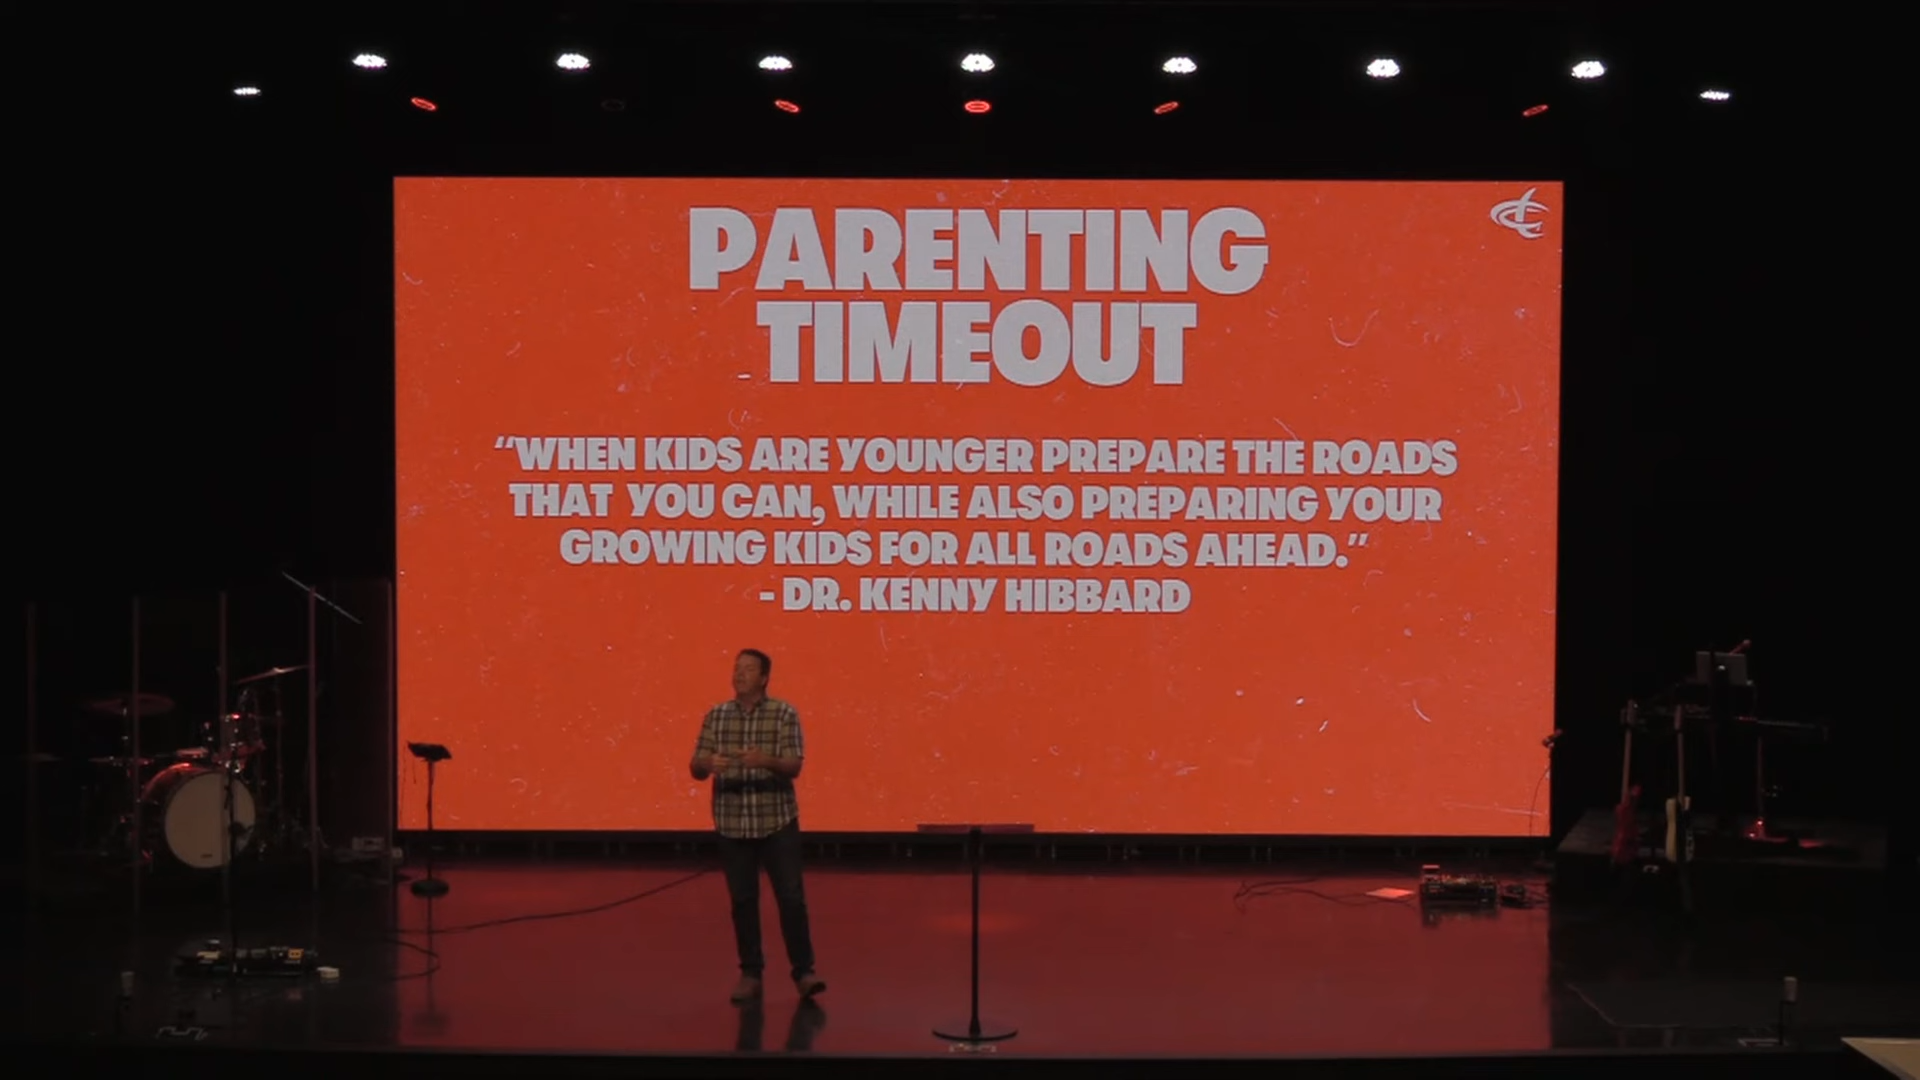 PARENTING
TIMEOUT
“WHEN KIDS ARE YOUNGER PREPARE THE ROADS
THAT YOU CAN, WHILE ALSO PREPARING YOUR
GROWING KIDS FOR ALL ROADS AHEAD.”
- DR. KENNY HIBBARD